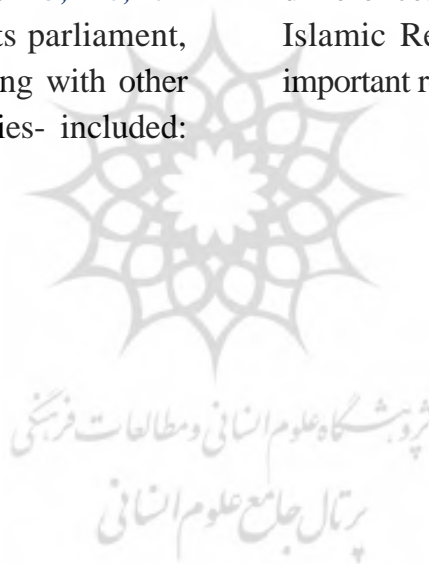 ts parliament,
ng with other
ies- included:
Islamic Re
important r
پژوهشگاه علوم انسانی و مطالعات فرهنگی
پرتال جامع علوم انسانی